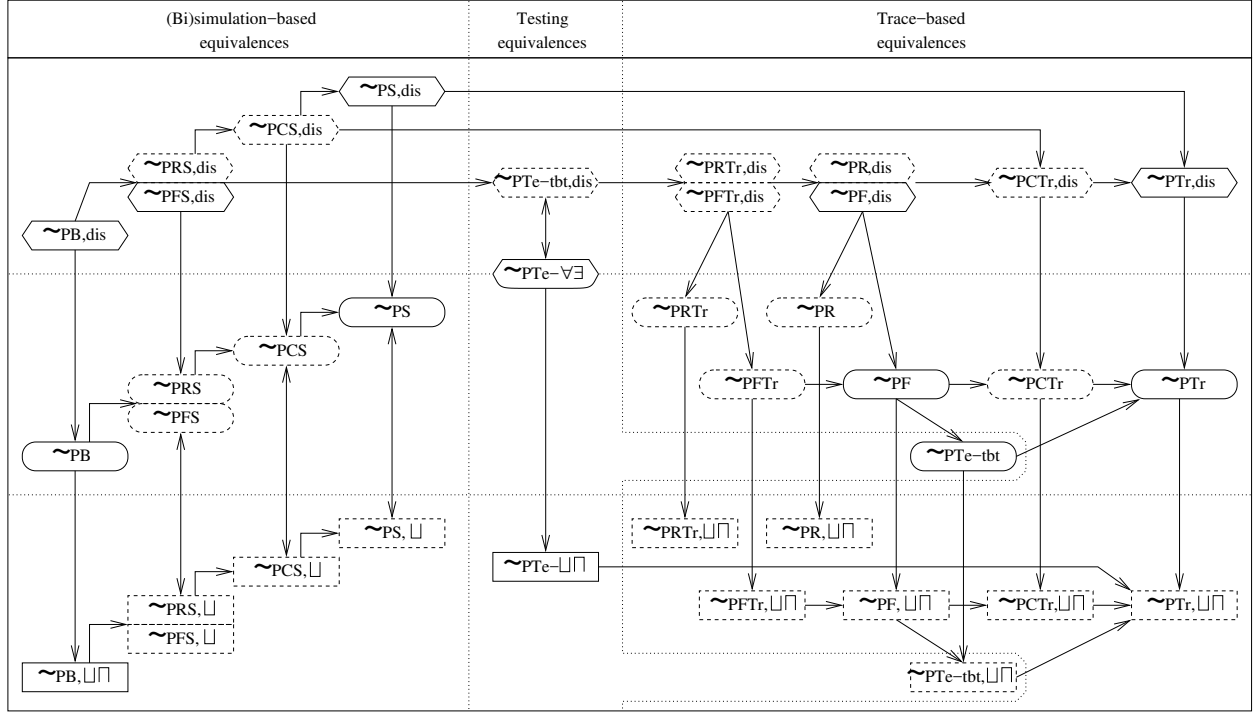 (Bi)simulation−based
equivalences
Testing
equivalences
Trace−based
equivalences
~PS,dis
~PCS,dis
~PRS,dis
~PFS,dis
~PTe−tbt,dis
~PRTr,dis
~PFTr,dis
~PR,dis
~PF,dis
~PCTr,dis
~PTr,dis
~PB,dis
~PTe−∀∃
~PS
~PRTr
~PR
~PCS
~PRS
~PFS
~PFTr
~PF
~PCTr
~PTr
~PB
~PTe−tbt
~PS, ⊔
~PRTr,⊔⊓
~PR, ⊔⊓
~PCS, ⊔
~PTe−⊔⊓
~PRS, ⊔
~PFS, ⊔
~PFTr, ⊔⊓
~PF, ⊔⊓
~PCTr,⊔⊓
~PTr, ⊔⊓
~PB, ⊔⊓
~PTe−tbt,⊔⊓